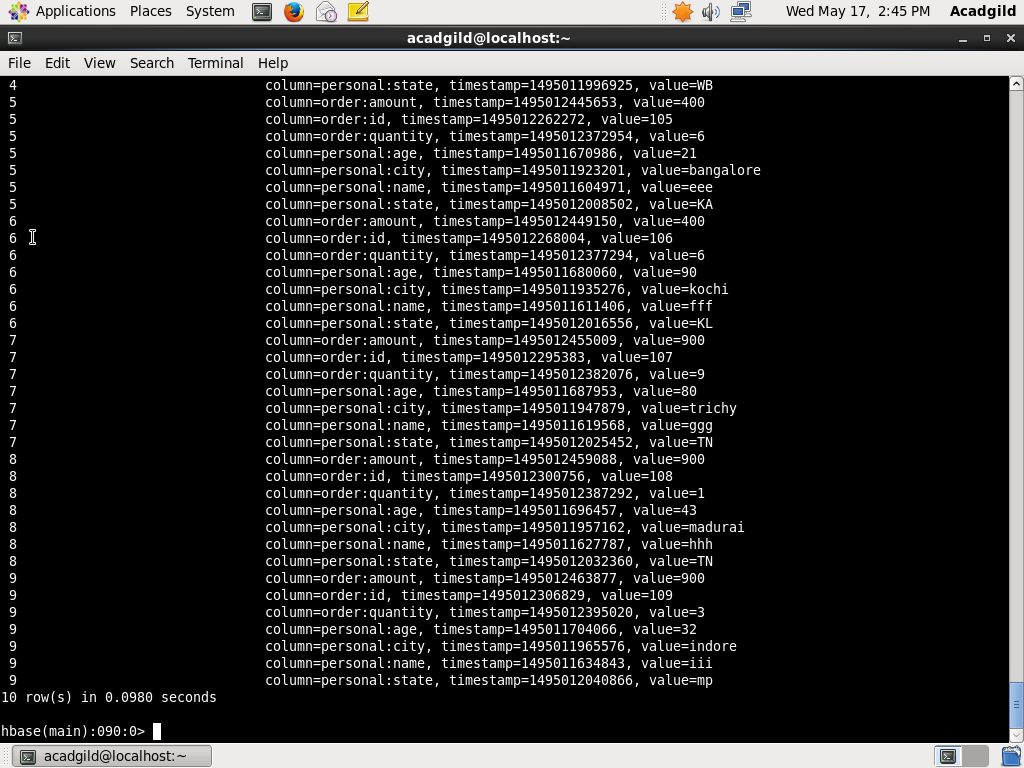 Applications Places System Wed May 17, 2:45 PM Acadgild
acadgild@localhost:~
File Edit View Search Terminal Help
4 column=personal:state, timestamp=1495011996925, value=WB
5 column=order:amount, timestamp=1495012445653, value=400
5 column=order:id, timestamp=1495012262272, value=105
5 column=order:quantity, timestamp=1495012372954, value=6
5 column=personal:age, timestamp=1495011670986, value=21
5 column=personal:city, timestamp=1495011923201, value=bangalore
5 column=personal:name, timestamp=1495011604971, value=eee
5 column=personal:state, timestamp=1495012008502, value=KA
6 column=order:amount, timestamp=1495012449150, value=400
6 column=order:id, timestamp=1495012268004, value=106
6 column=order:quantity, timestamp=1495012377294, value=6
6 column=personal:age, timestamp=1495011680060, value=90
6 column=personal:city, timestamp=1495011935276, value=kochi
6 column=personal:name, timestamp=1495011611406, value=fff
6 column=personal:state, timestamp=1495012016556, value=KL
7 column=order:amount, timestamp=1495012455009, value=900
7 column=order:id, timestamp=1495012295383, value=107
7 column=order:quantity, timestamp=1495012382076, value=9
7 column=personal:age, timestamp=1495011687953, value=80
7 column=personal:city, timestamp=1495011947879, value=trichy
7 column=personal:name, timestamp=1495011619568, value=ggg
7 column=personal:state, timestamp=1495012025452, value=TN
8 column=order:amount, timestamp=1495012459088, value=900
8 column=order:id, timestamp=1495012300756, value=108
8 column=order:quantity, timestamp=1495012387292, value=1
8 column=personal:age, timestamp=1495011696457, value=43
8 column=personal:city, timestamp=1495011957162, value=madurai
8 column=personal:name, timestamp=1495011627787, value=hhh
8 column=personal:state, timestamp=1495012032360, value=TN
9 column=order:amount, timestamp=1495012463877, value=900
9 column=order:id, timestamp=1495012306829, value=109
9 column=order:quantity, timestamp=1495012395020, value=3
9 column=personal:age, timestamp=1495011704066, value=32
9 column=personal:city, timestamp=1495011965576, value=indore
9 column=personal:name, timestamp=1495011634843, value=iii
9 column=personal:state, timestamp=1495012040866, value=mp
10 row(s) in 0.0980 seconds
hbase(main):090:0>
acadgild@localhost:~